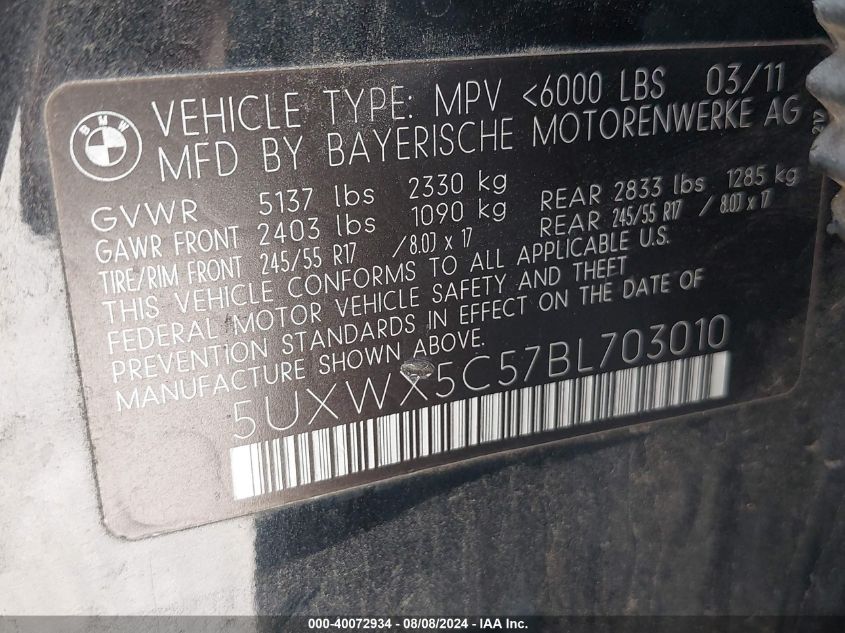 BMW
VEHICLE TYPE: MPV <6000 LBS 03/11
MFD BY BAYERISCHE MOTORENWERKE AG
GVWR 5137 lbs 2330 kg
GAWR FRONT 2403 lbs 1090 kg REAR 2833 lbs 1285 kg
TIRE/RIM FRONT 245/55 R17 / 8.0J x 17 REAR 245/55 R17 / 8.0J x 17
THIS VEHICLE CONFORMS TO ALL APPLICABLE U.S.
FEDERAL MOTOR VEHICLE SAFETY AND THEFT
PREVENTION STANDARDS IN EFFECT ON THE DATE OF
MANUFACTURE SHOWN ABOVE.
5UXWX5C57BL703010
000-40072934 - 08/08/2024 - IAA Inc.